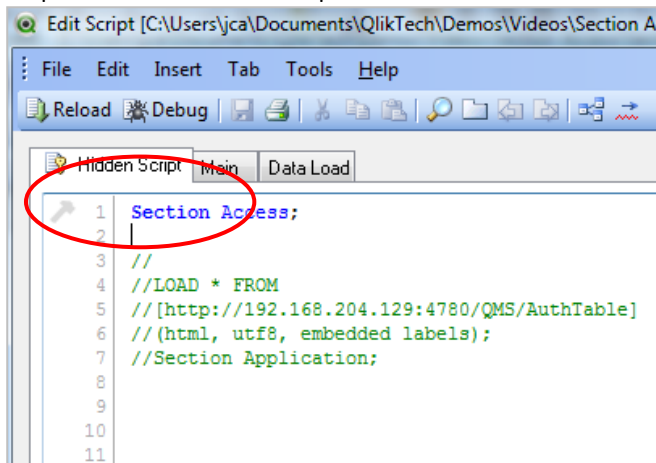 Edit Script [C:\Users\jca\Documents\QlikTech\Demos\Videos\Section A
File Edit Insert Tab Tools Help
Reload Debug
Hidden Script Main Data Load
1 Section Access;
2
3 //
4 //LOAD * FROM
5 //[http://192.168.204.129:4780/QMS/AuthTable]
6 //(html, utf8, embedded labels);
7 //Section Application;
8
9
10
11